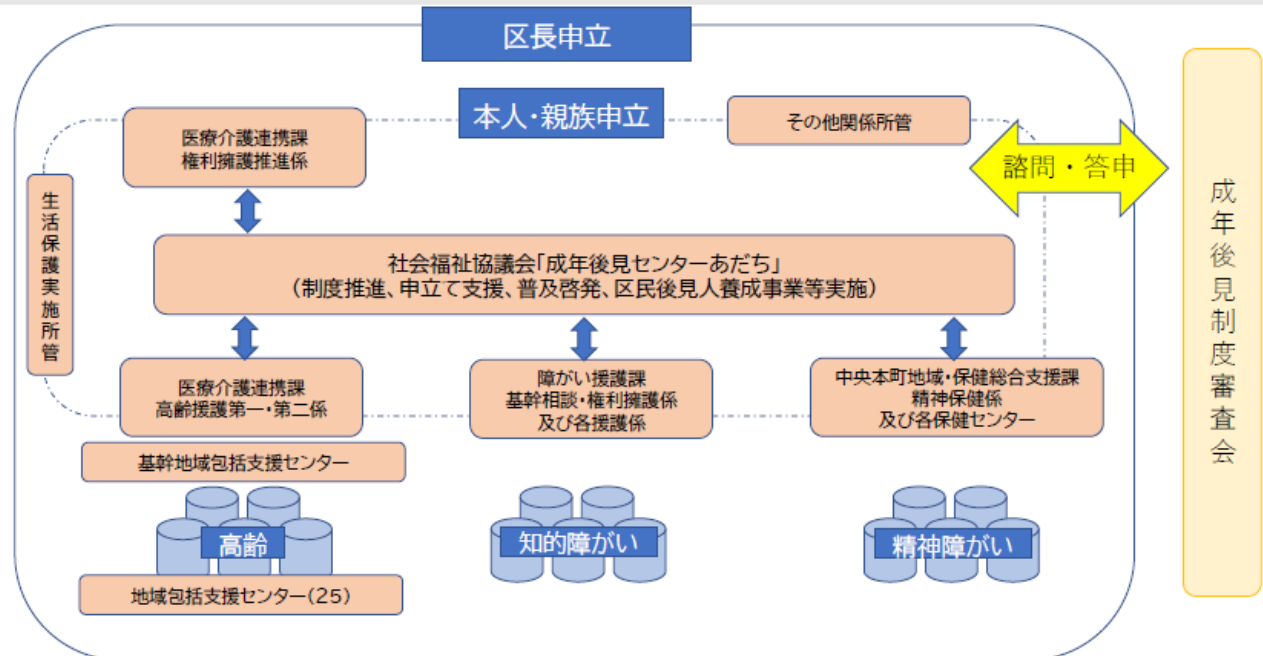 区長申立
本人・親族申立
その他関係所管
医療介護連携課
権利擁護推進係
諮問・答申
生活保護実施所管
成年後見制度審査会
社会福祉協議会「成年後見センターあだち」
（制度推進、申立て支援、普及啓発、区民後見人養成事業等実施）
医療介護連携課
高齢援護第一・第二係
障がい援護課
基幹相談・権利擁護係
及び各援護係
中央本町地域・保健総合支援課
精神保健係
及び各保健センター
基幹地域包括支援センター
高齢
知的障がい
精神障がい
地域包括支援センター(25)